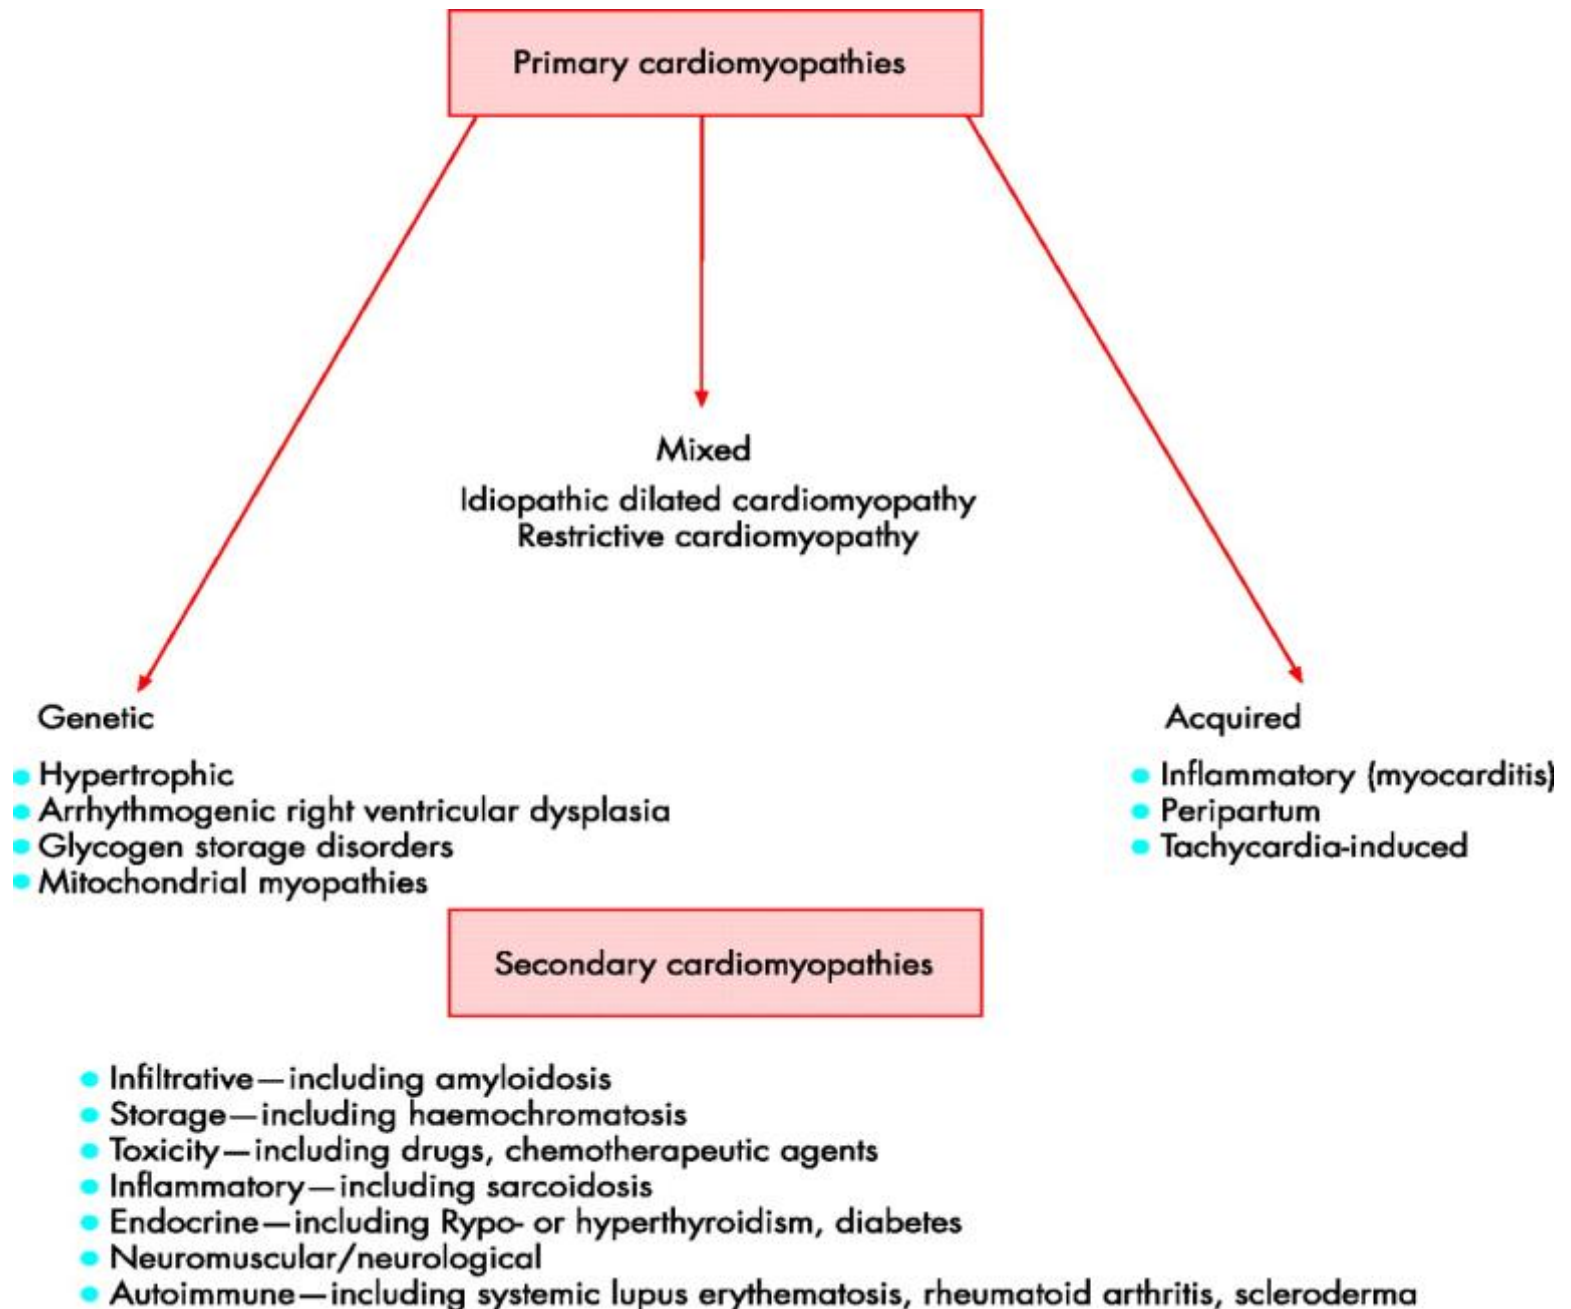 Primary cardiomyopathies
Mixed
Idiopathic dilated cardiomyopathy
Restrictive cardiomyopathy
Genetic
Hypertrophic
Arrhythmogenic right ventricular dysplasia
Glycogen storage disorders
Mitochondrial myopathies
Acquired
Inflammatory (myocarditis)
Peripartum
Tachycardia-induced
Secondary cardiomyopathies
Infiltrative—including amyloidosis
Storage—including haemochromatosis
Toxicity—including drugs, chemotherapeutic agents
Inflammatory—including sarcoidosis
Endocrine—including Rypo- or hyperthyroidism, diabetes
Neuromuscular/neurological
Autoimmune—including systemic lupus erythematosis, rheumatoid arthritis, scleroderma